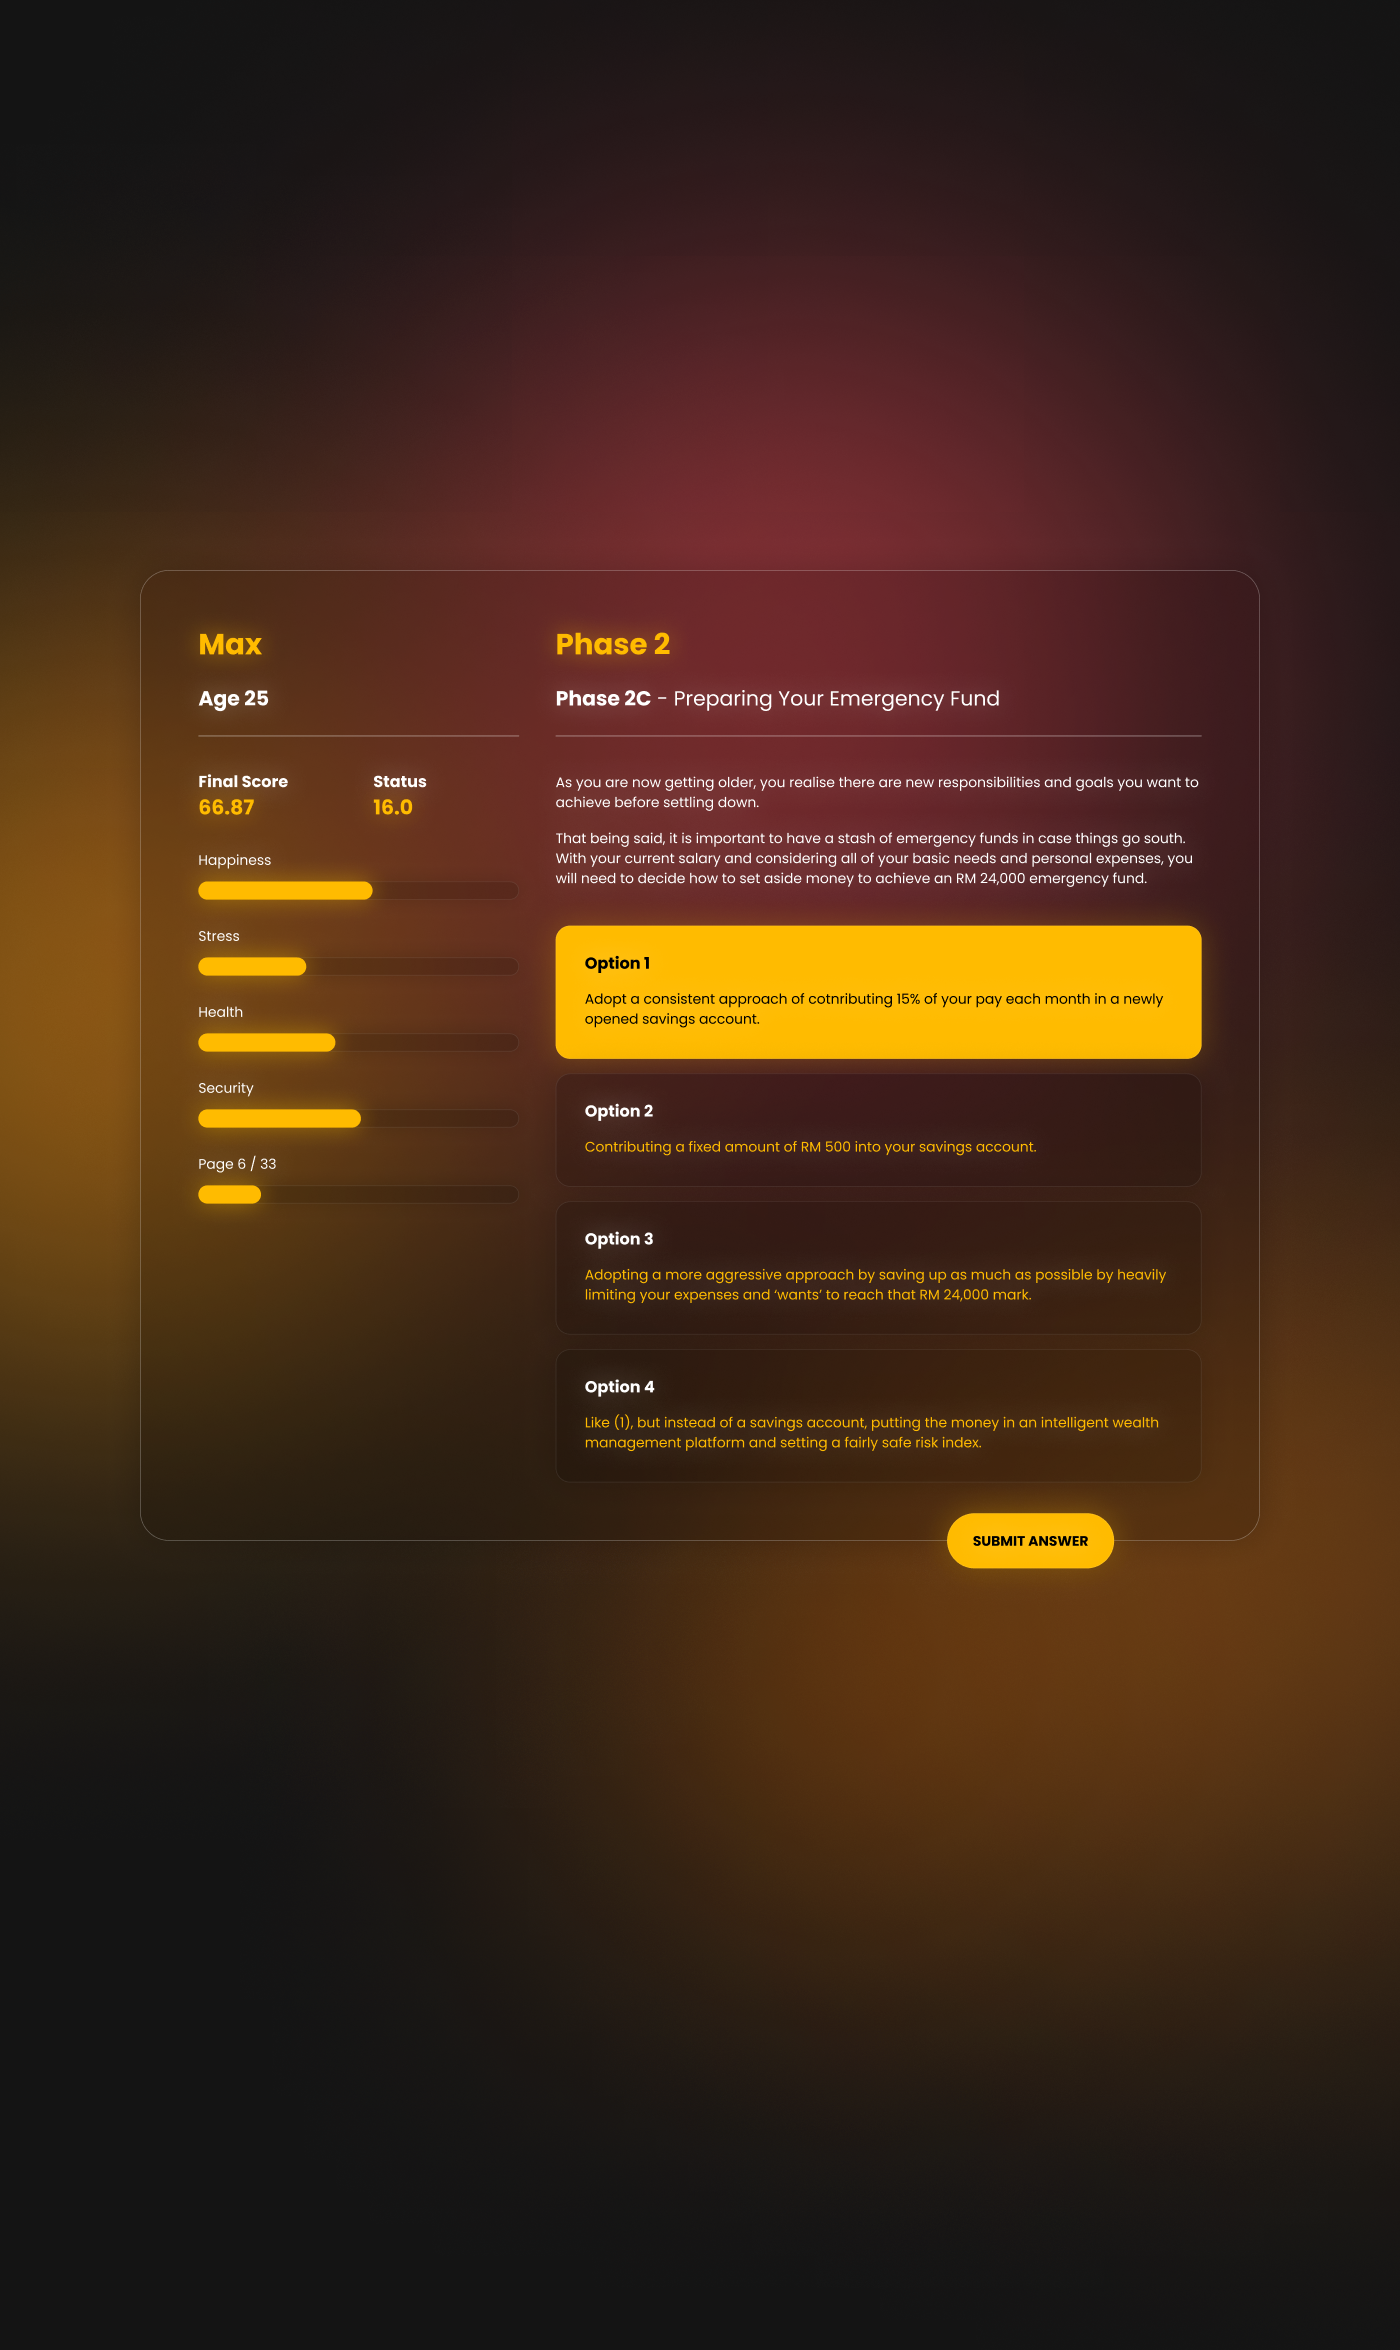 Max
Age 25
Final Score
66.87
Status
16.0
Happiness
Stress
Health
Security
Page 6 / 33
Phase 2
Phase 2C - Preparing Your Emergency Fund
As you are now getting older, you realise there are new responsibilities and goals you want to
achieve before settling down.
That being said, it is important to have a stash of emergency funds in case things go south.
With your current salary and considering all of your basic needs and personal expenses, you
will need to decide how to set aside money to achieve an RM 24,000 emergency fund.
Option 1
Adopt a consistent approach of cotnributing 15% of your pay each month in a newly
opened savings account.
Option 2
Contributing a fixed amount of RM 500 into your savings account.
Option 3
Adopting a more aggressive approach by saving up as much as possible by heavily
limiting your expenses and ‘wants’ to reach that RM 24,000 mark.
Option 4
Like (1), but instead of a savings account, putting the money in an intelligent wealth
management platform and setting a fairly safe risk index.
SUBMIT ANSWER